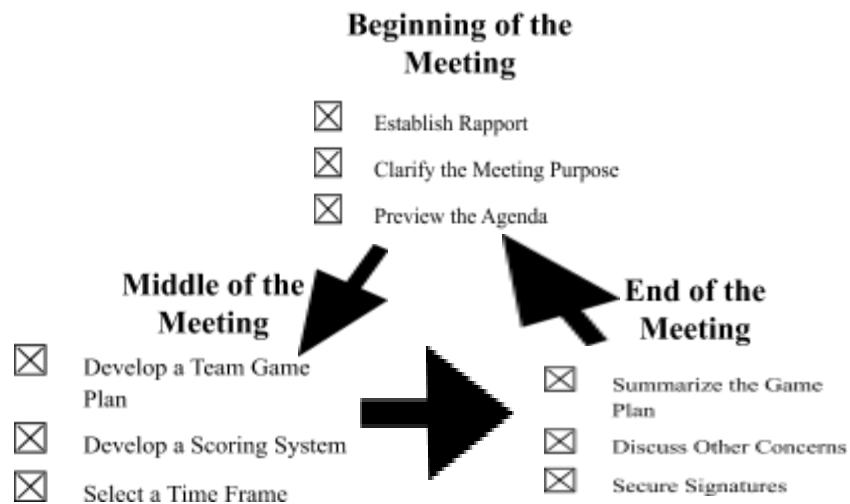 Beginning of the
Meeting
Establish Rapport
Clarify the Meeting Purpose
Preview the Agenda
Middle of the
Meeting
Develop a Team Game
Plan
Develop a Scoring System
Select a Time Frame
End of the
Meeting
Summarize the Game
Plan
Discuss Other Concerns
Secure Signatures